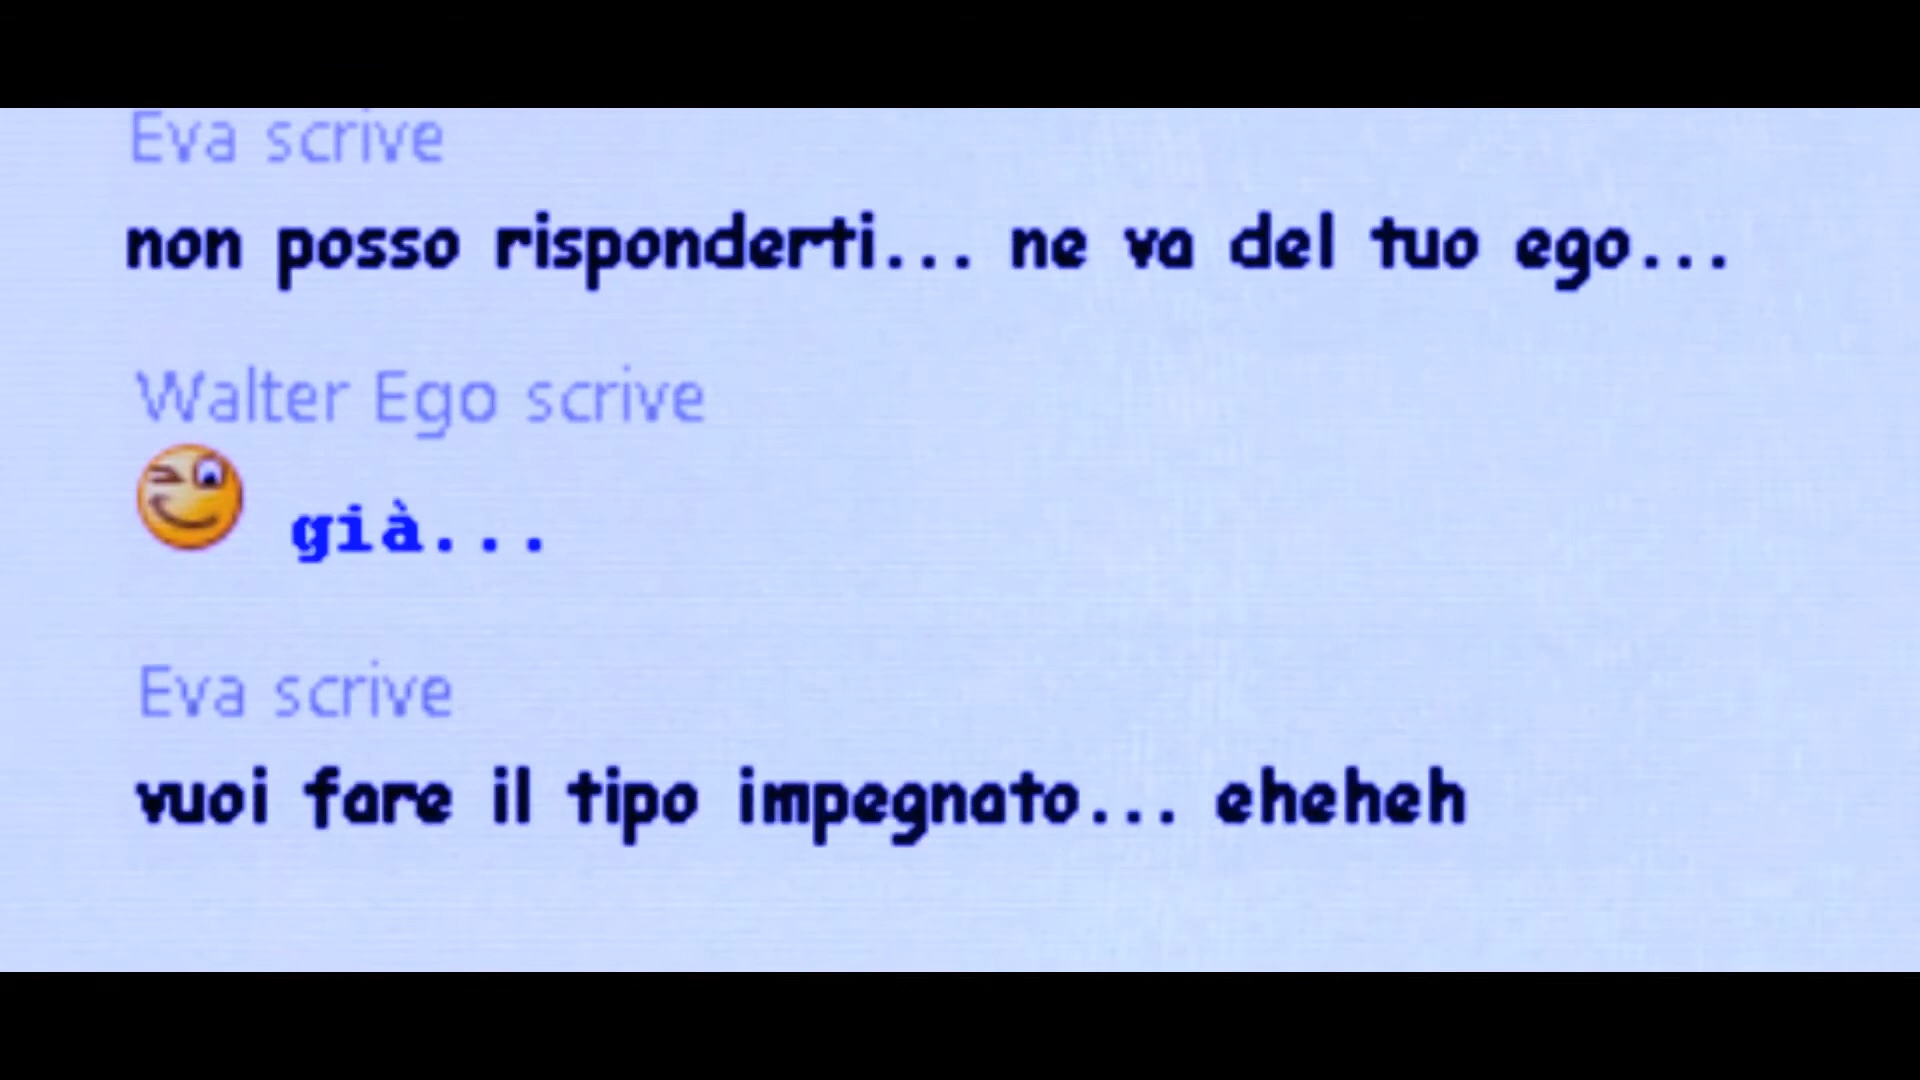 Eva scrive
non posso risponderti... ne va del tuo ego...
Walter Ego scrive
già...
Eva scrive
vuoi fare il tipo impegnato... eheheh